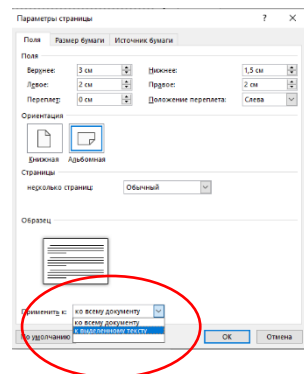 Параметры страницы ? ×
Поля Размер бумаги Источник бумаги
Поля
Верхнее: 3 см Нижнее: 1,5 см
Левое: 2 см Правое: 2 см
Переплет: 0 см Положение переплета: Слева
Ориентация
Книжная Альбомная
Страницы
несколько страниц: Обычный
Образец
Применить к: ко всему документу
ко всему документу
к выделенному тексту
По умолчанию ОК Отмена